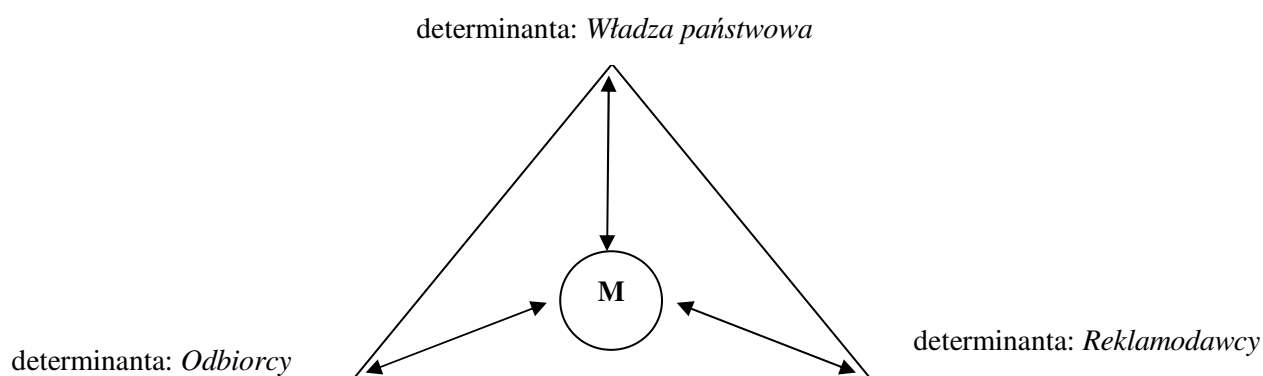 determinanta: Władza państwowa
M
determinanta: Reklamodawcy
determinanta: Odbiorcy